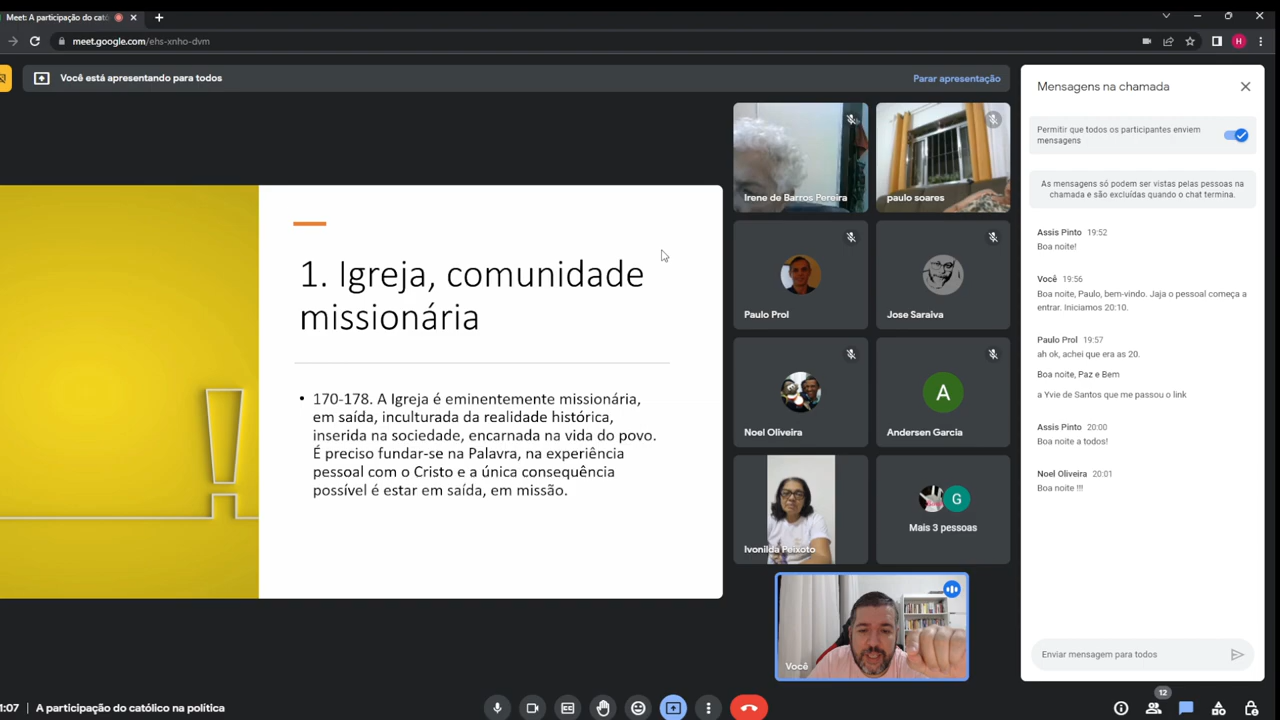 Meet: A participação do cató
meet.google.com/ehs-xnho-dvm
H
Você está apresentando para todos
Parar apresentação
1. Igreja, comunidade
missionária
• 170-178. A Igreja é eminentemente missionária,
em saída, inculturada da realidade histórica,
inserida na sociedade, encarnada na vida do povo.
É preciso fundar-se na Palavra, na experiência
pessoal com o Cristo e a única consequência
possível é estar em saída, em missão.
Irene de Barros Pereira
paulo soares
Paulo Prol
Jose Saraiva
Noel Oliveira
A
Andersen Garcia
Ivonilda Peixoto
G
Mais 3 pessoas
Você
Mensagens na chamada
Permitir que todos os participantes enviem
mensagens
As mensagens só podem ser vistas pelas pessoas na
chamada e são excluídas quando o chat termina.
Assis Pinto 19:52
Boa noite!
Você 19:56
Boa noite, Paulo, bem-vindo. Jaja o pessoal começa a
entrar. Iniciamos 20:10.
Paulo Prol 19:57
ah ok, achei que era as 20.
Boa noite, Paz e Bem
a Yvie de Santos que me passou o link
Assis Pinto 20:00
Boa noite a todos!
Noel Oliveira 20:01
Boa noite !!!
Enviar mensagem para todos
12
1:07 | A participação do católico na política